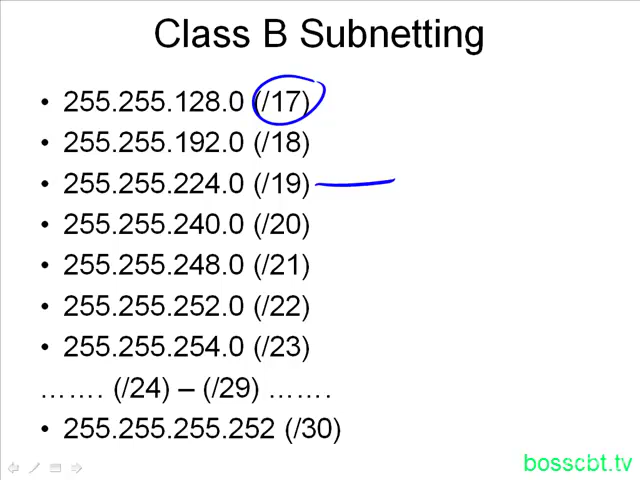 Class B Subnetting
• 255.255.128.0 (/17)
• 255.255.192.0 (/18)
• 255.255.224.0 (/19)
• 255.255.240.0 (/20)
• 255.255.248.0 (/21)
• 255.255.252.0 (/22)
• 255.255.254.0 (/23)
……. (/24) – (/29) …….
• 255.255.255.252 (/30)
bosscbt.tv